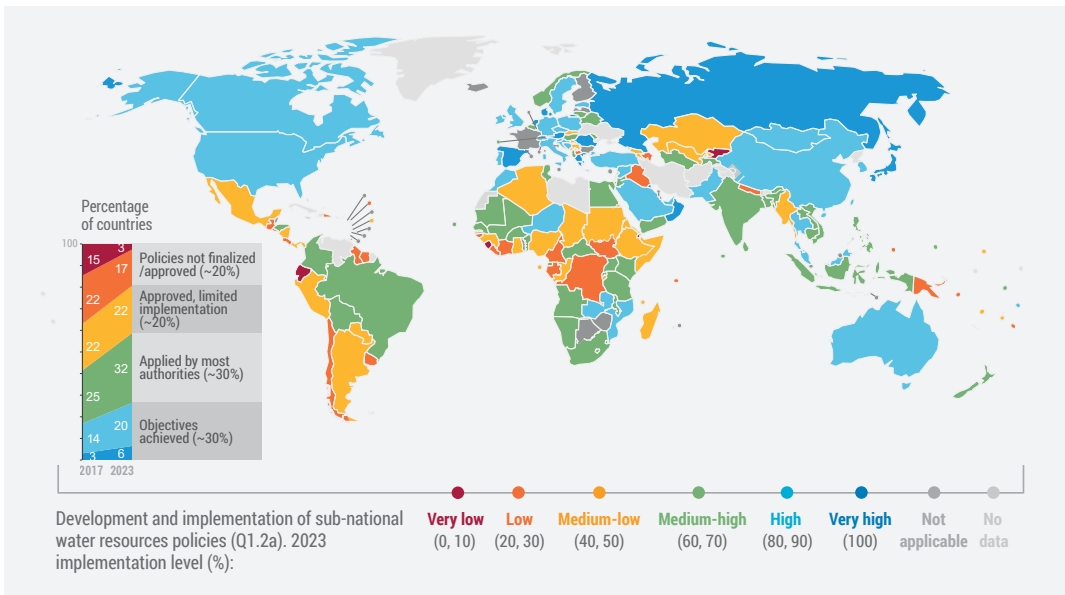 Percentage
of countries
100
3
15
17
Policies not finalized
/approved (~20%)
22
22
Approved, limited
implementation
(~20%)
22
32
Applied by most
authorities (~30%)
25
20
Objectives
achieved (~30%)
14
3
6
2017 2023
Development and implementation of sub-national
water resources policies (Q1.2a). 2023
implementation level (%):
Very low
(0, 10)
Low
(20, 30)
Medium-low
(40, 50)
Medium-high
(60, 70)
High
(80, 90)
Very high
(100)
Not
applicable
No
data